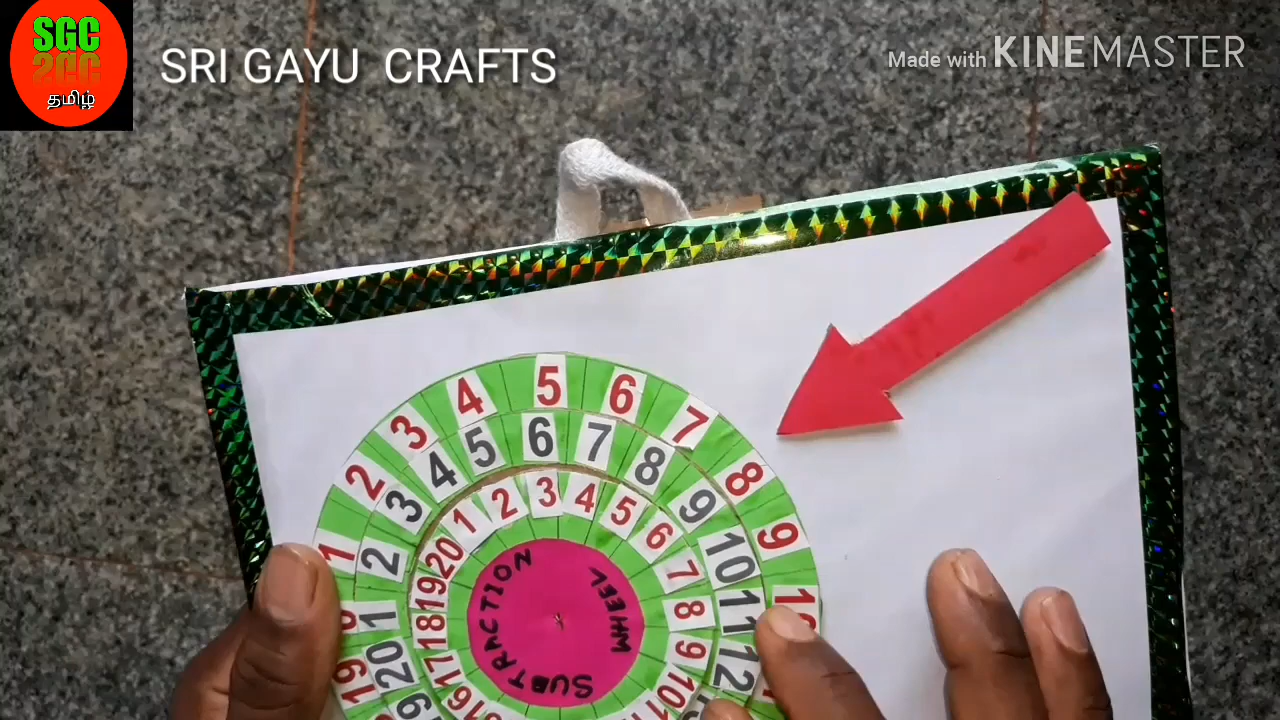 SGC
தமிழ்
SRI GAYU CRAFTS
Made with KINEMASTER
1 2 3 4 5 6 7 8 9
19
20 1 2 3 4 5 6 7 8 9 10 11 12
16 17 18 19 20 1 2 3 4 5 6 7 8 9 10
SUBTRACTION
WHEEL